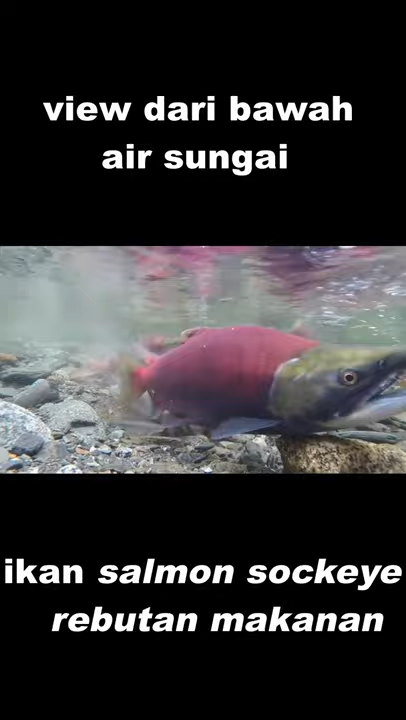 view dari bawah
air sungai
ikan salmon sockeye
rebutan makanan